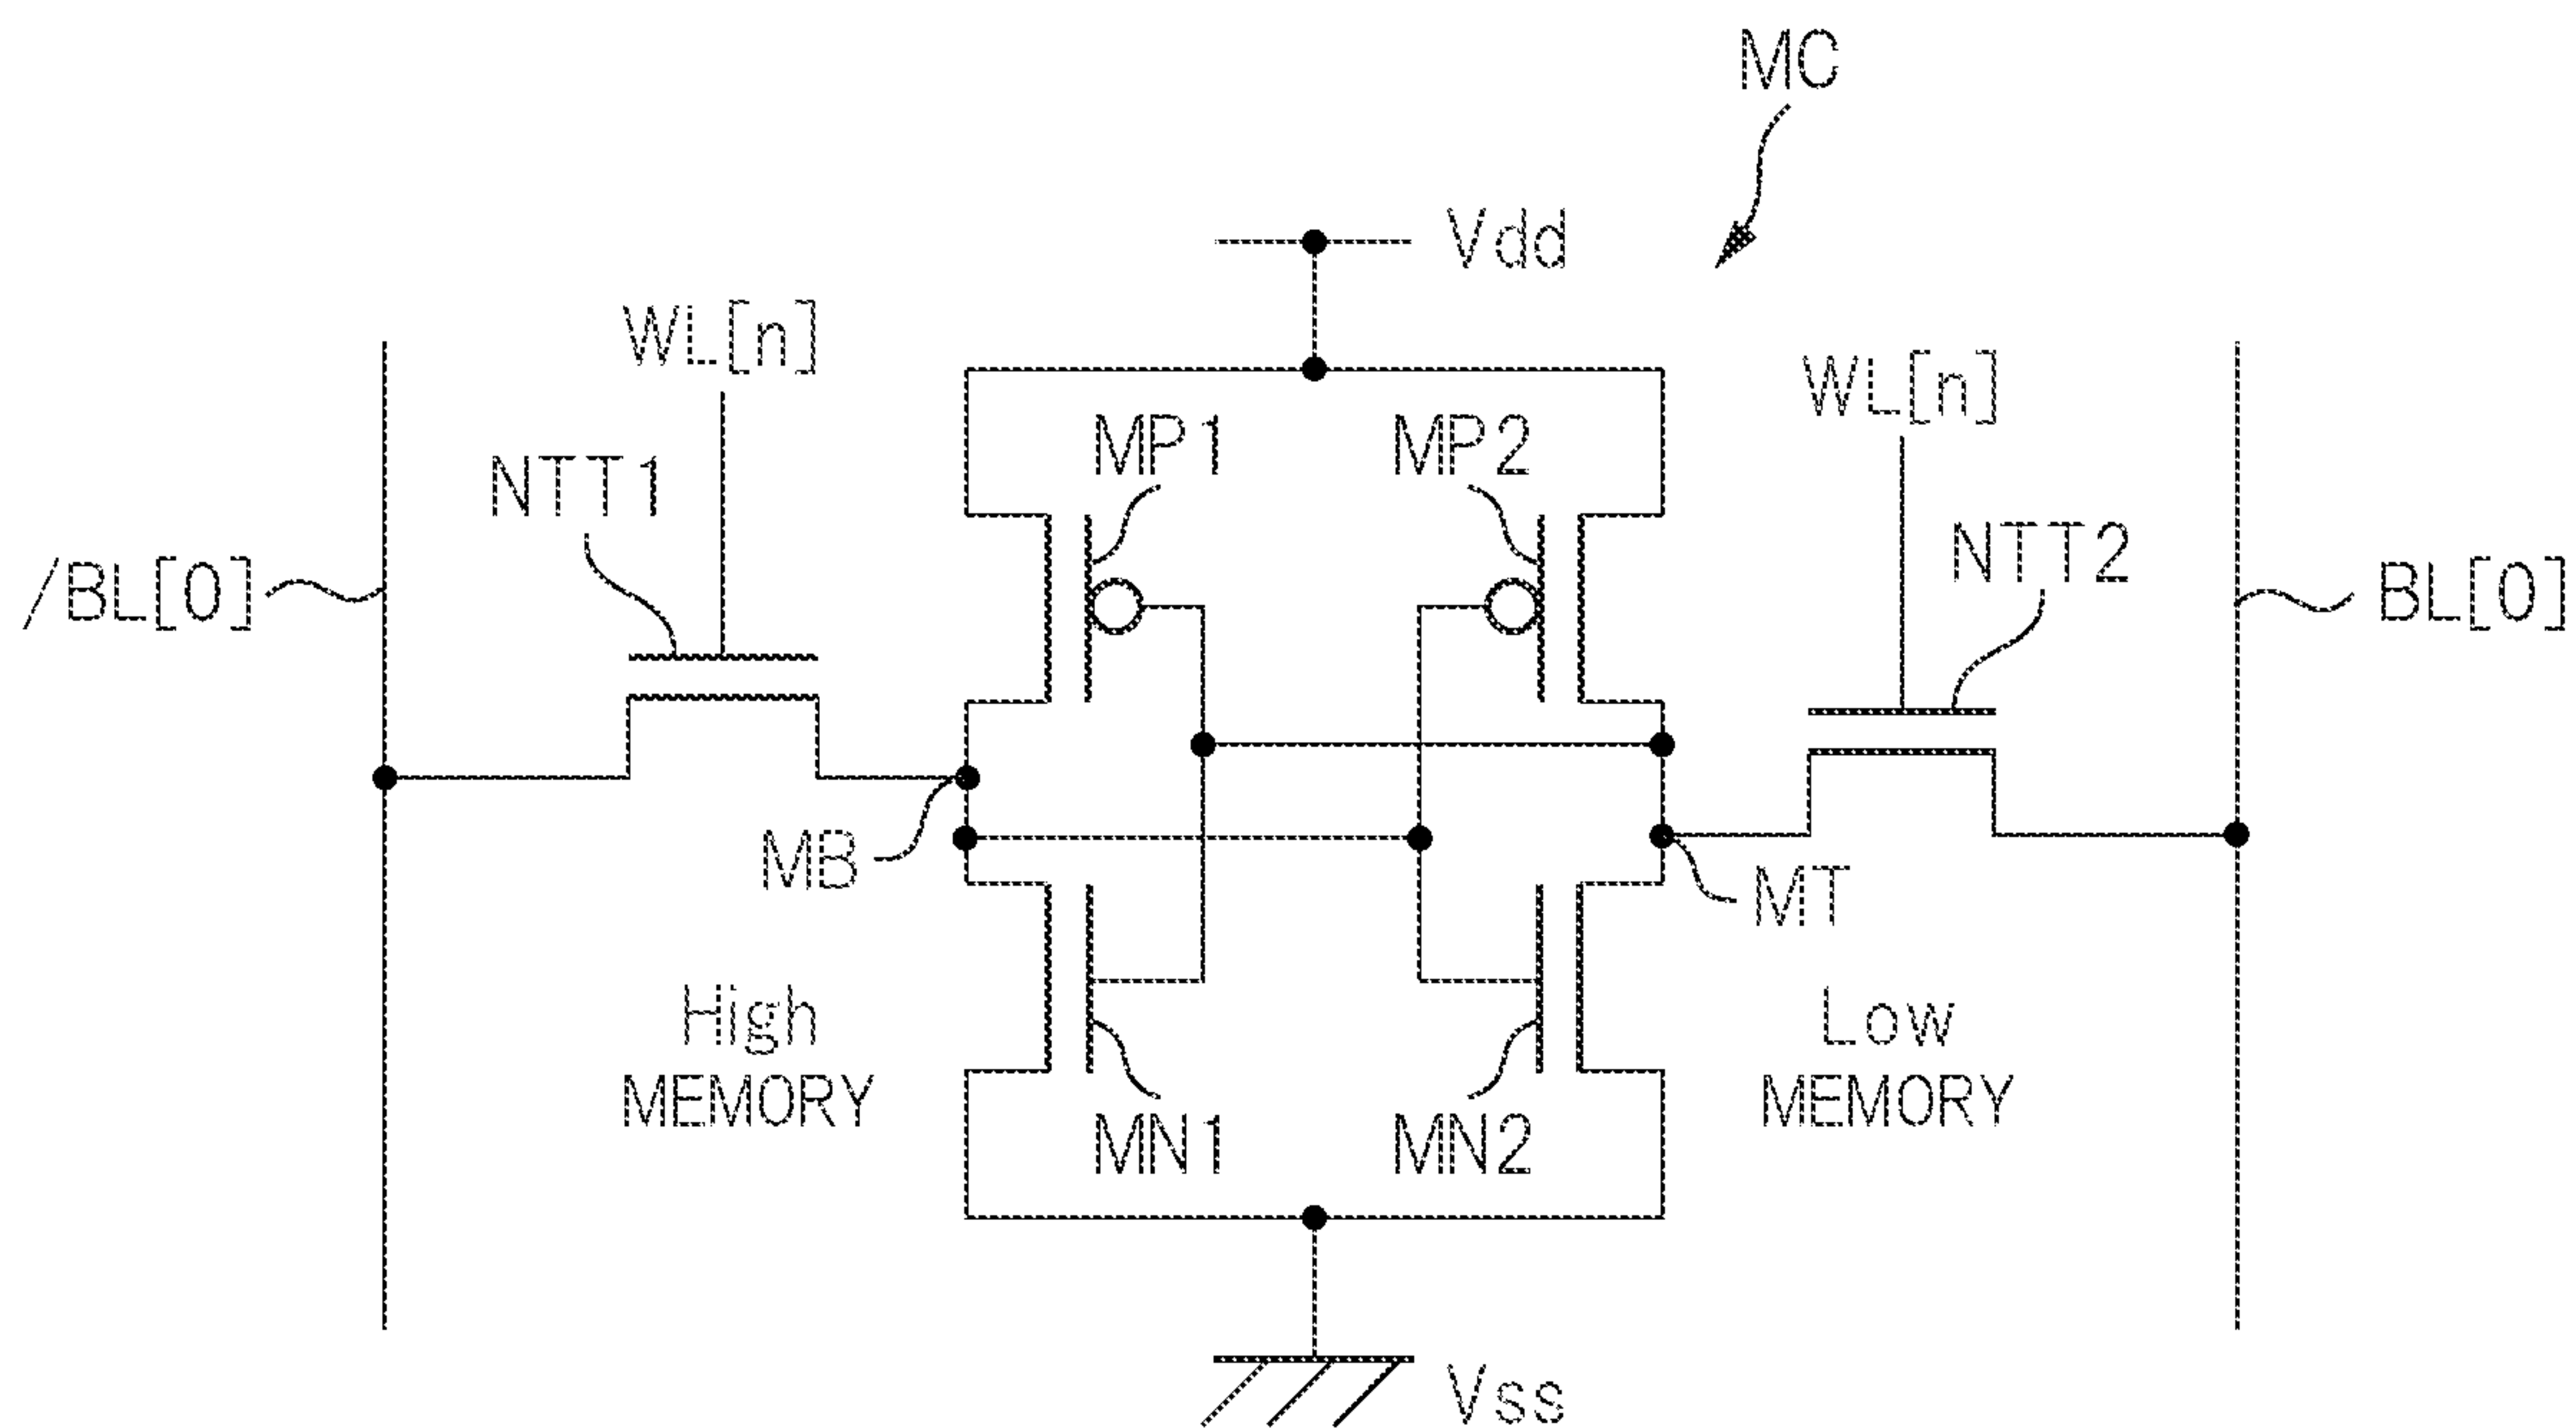 MC
Vdd
WL[n]
WL[n]
MP1
MP2
NTT1
NTT2
/BL[0]
BL[0]
MB
MT
High
MEMORY
Low
MEMORY
MN1
MN2
Vss